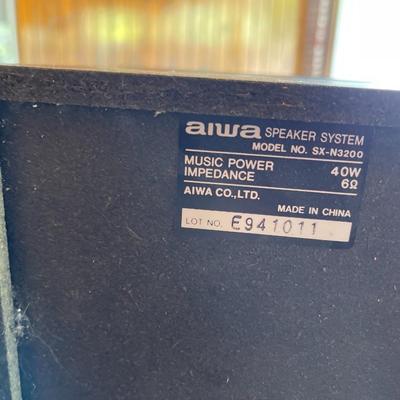 aiwa SPEAKER SYSTEM
MODEL NO. SX-N3200
MUSIC POWER 40W
IMPEDANCE 6Ω
AIWA CO.,LTD.
MADE IN CHINA
LOT NO. E941011